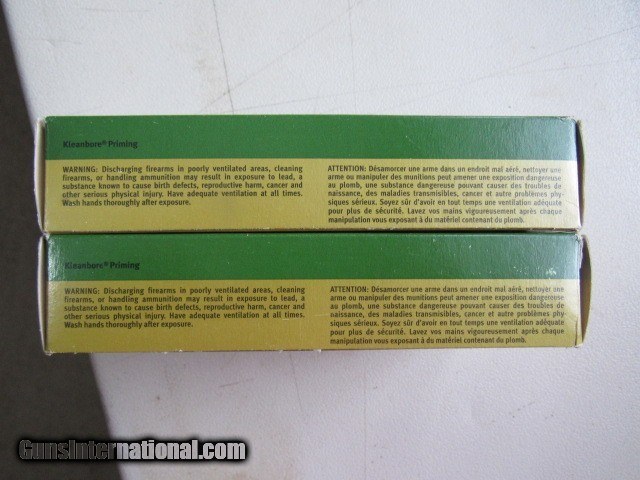 Kleanbore® Priming
WARNING: Discharging firearms in poorly ventilated areas, cleaning
firearms, or handling ammunition may result in exposure to lead, a
substance known to cause birth defects, reproductive harm, cancer and
other serious physical injury. Have adequate ventilation at all times.
Wash hands thoroughly after exposure.
ATTENTION: Désamorcer une arme dans un endroit mal aéré, nettoyer une
arme ou manipuler des munitions peut amener une exposition dangereuse
au plomb, une substance dangereuse pouvant causer des troubles de
naissance, des maladies transmisibles, cancer et autre problèmes phy
siques sérieux. Soyez sûr d'avoir en tout temps une ventilation adéquate
pour plus de sécurité. Lavez vos mains vigoureusement après chaque
manipulation vous exposant à du matériel contenant du plomb.
Kleanbore® Priming
WARNING: Discharging firearms in poorly ventilated areas, cleaning
firearms, or handling ammunition may result in exposure to lead, a
substance known to cause birth defects, reproductive harm, cancer and
other serious physical injury. Have adequate ventilation at all times.
Wash hands thoroughly after exposure.
ATTENTION: Désamorcer une arme dans un endroit mal aéré, nettoyer une
arme ou manipuler des munitions peut amener une exposition dangereuse
au plomb, une substance dangereuse pouvant causer des troubles de
naissance, des maladies transmisibles, cancer et autre problèmes phy
siques sérieux. Soyez sûr d'avoir en tout temps une ventilation adéquate
pour plus de sécurité. Lavez vos mains vigoureusement après chaque
manipulation vous exposant à du matériel contenant du plomb.
GunsInternational.com